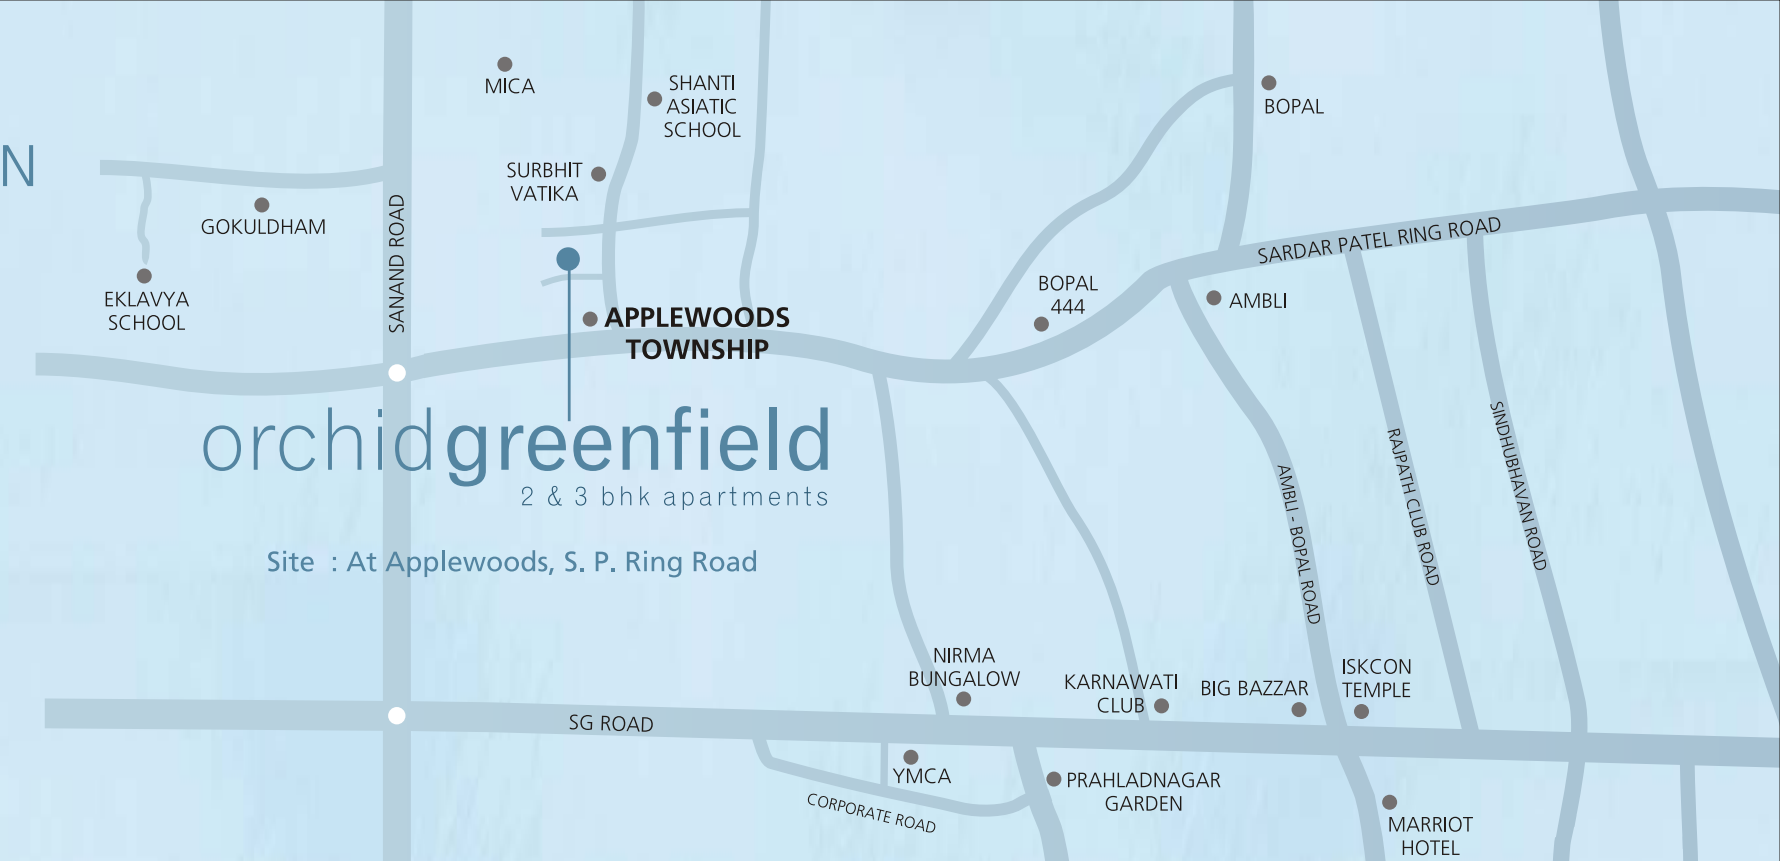 N
MICA
SHANTI
ASIATIC
SCHOOL
SURBHIT
VATIKA
BOPAL
GOKULDHAM
SANAND ROAD
SARDAR PATEL RING ROAD
EKLAVYA
SCHOOL
BOPAL
444
AMBLI
APPLEWOODS
TOWNSHIP
orchidgreenfield
2 & 3 bhk apartments
Site : At Applewoods, S. P. Ring Road
AMBLI - BOPAL ROAD
RAJPATH CLUB ROAD
SINDHUBHAVAN ROAD
NIRMA
BUNGALOW
KARNAWATI
CLUB
BIG BAZZAR
ISKCON
TEMPLE
SG ROAD
YMCA
CORPORATE ROAD
PRAHLADNAGAR
GARDEN
MARRIOT
HOTEL